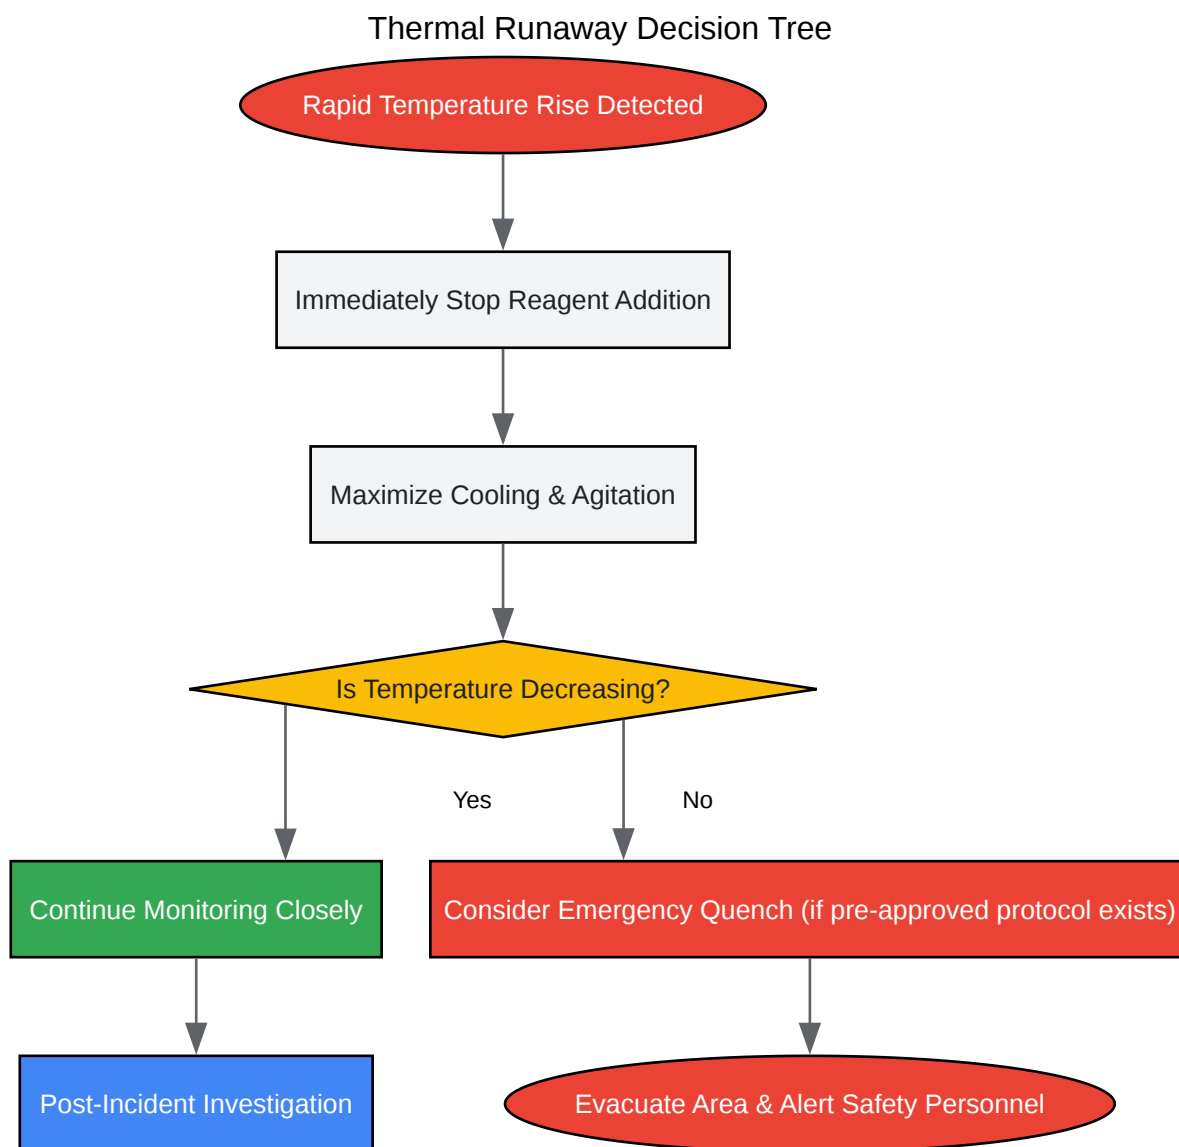 Thermal Runaway Decision Tree
Rapid Temperature Rise Detected
Immediately Stop Reagent Addition
Maximize Cooling & Agitation
Is Temperature Decreasing?
Yes
No
Continue Monitoring Closely
Consider Emergency Quench (if pre-approved protocol exists)
Post-Incident Investigation
Evacuate Area & Alert Safety Personnel